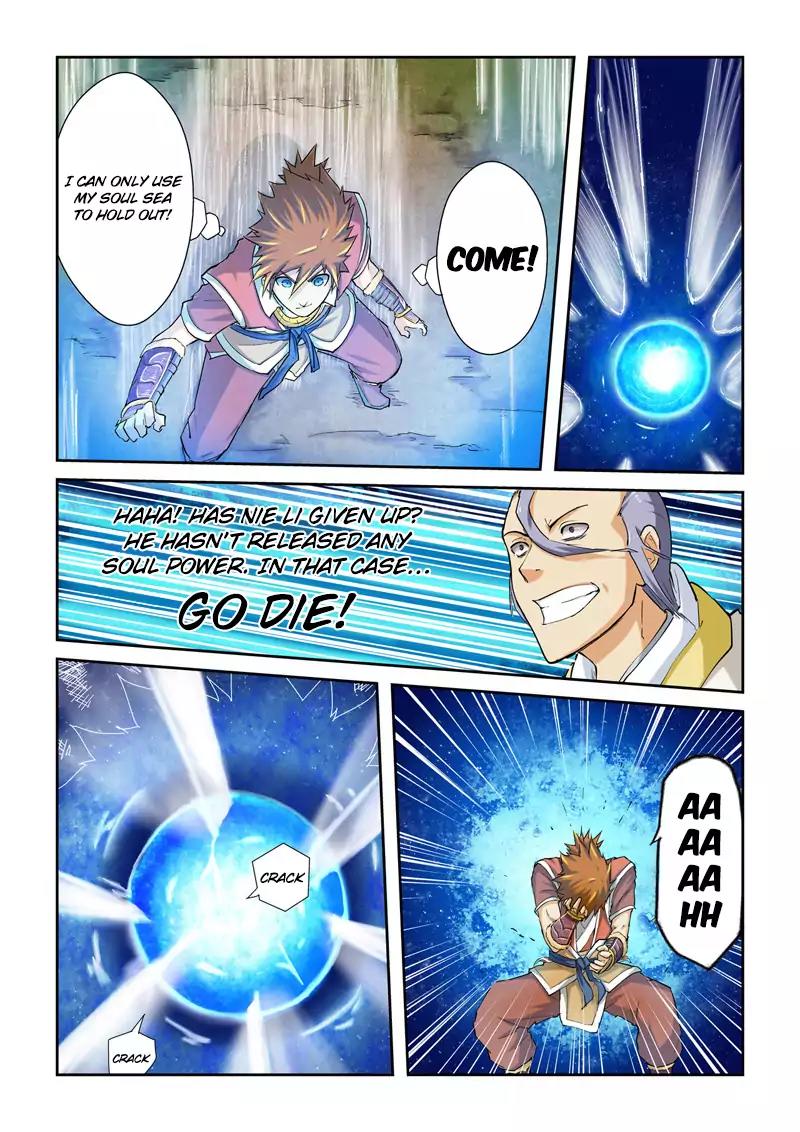 I CAN ONLY USE
MY SOUL SEA
TO HOLD OUT!
COME!
HAHA! HAS NIE LI GIVEN UP?
HE HASN'T RELEASED ANY
SOUL POWER. IN THAT CASE...
GO DIE!
CRACK
CRACK
AA
AA
AA
HH